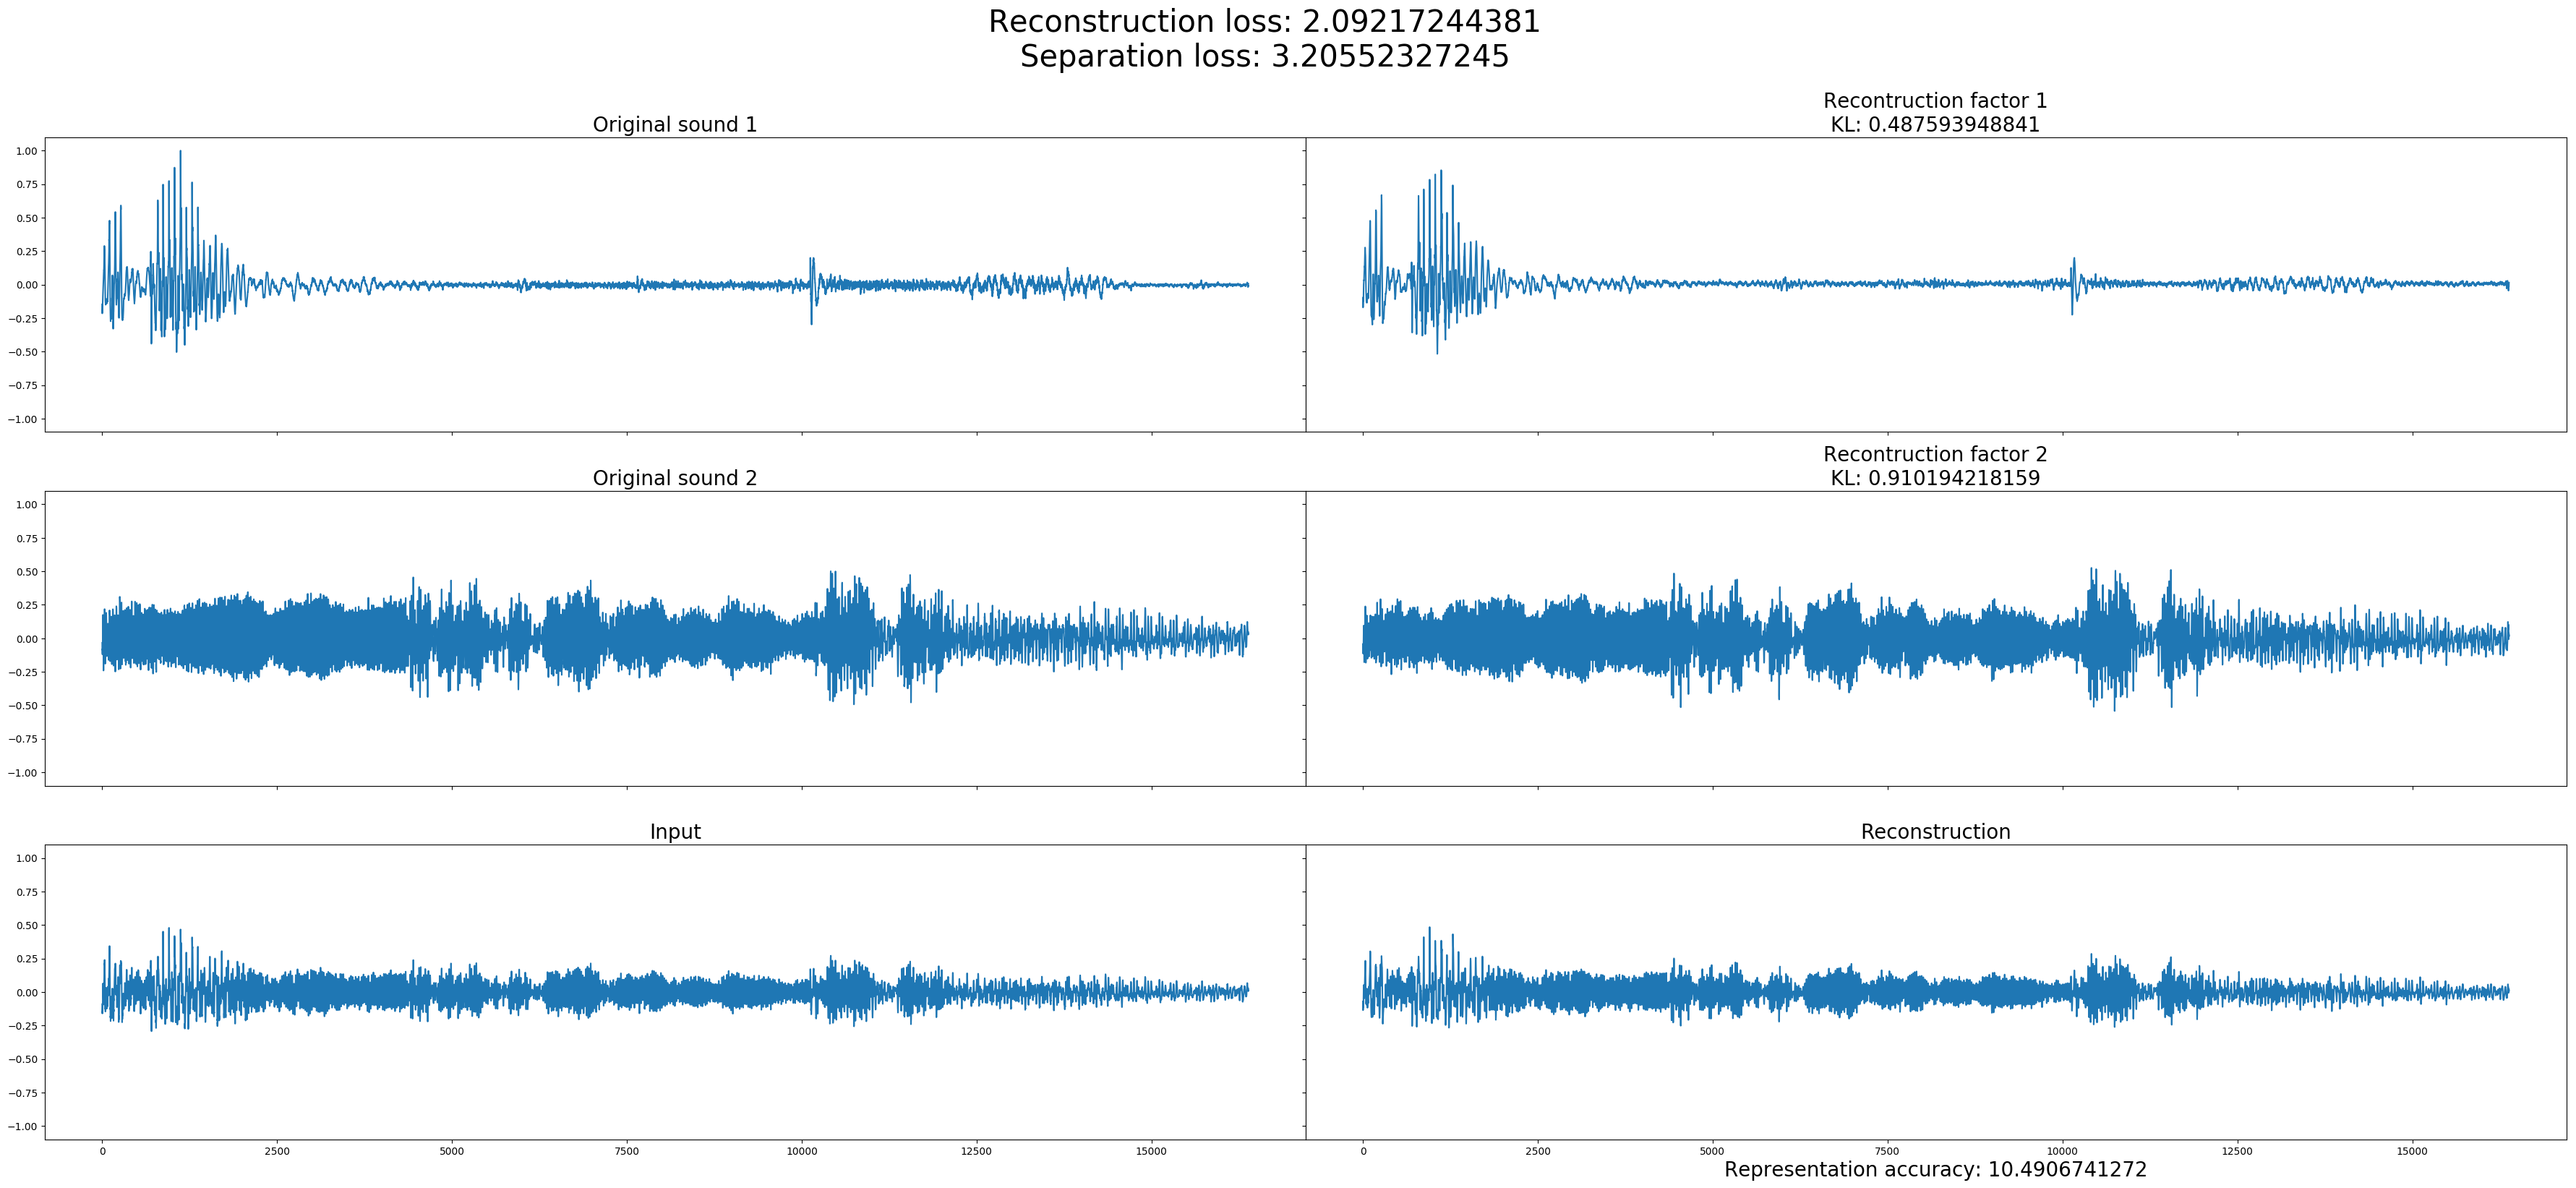 Reconstruction loss: 2.09217244381
Separation loss: 3.20552327245
Original sound 1
Recontruction factor 1
KL: 0.487593948841
1.00
0.75
0.50
0.25
0.00
−0.25
−0.50
−0.75
−1.00
Original sound 2
Recontruction factor 2
KL: 0.910194218159
1.00
0.75
0.50
0.25
0.00
−0.25
−0.50
−0.75
−1.00
Input
Reconstruction
1.00
0.75
0.50
0.25
0.00
−0.25
−0.50
−0.75
−1.00
0 2500 5000 7500 10000 12500 15000
0 2500 5000 7500 10000 12500 15000
Representation accuracy: 10.4906741272